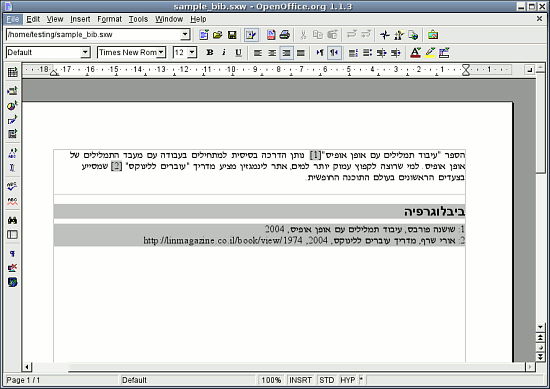 sample_bib.sxw - OpenOffice.org 1.1.3
File Edit View Insert Format Tools Window Help
/home/testing/sample_bib.sxw
Default Times New Rom 12 B i U
18 17 16 15 14 13 12 11 10 9 8 7 6 5 4 3 2 1 1
הספר "עיבוד תמלילים עם אופן אופיס"[1] נותן הדרכה בסיסית למתחילים בעבודה עם מעבד התמלילים של
אופן אופיס. למי שרוצה לקפוץ עמוק יותר למים, אתר לינמגזין מציע מדריך "עוברים ללינוקס" [2] שמסייע
בצעדים הראשונים בעולם התוכנה החופשית.
ביבלוגרפיה
1: שושנה פורבס, עיבוד תמלילים עם אופן אופיס, 2004
2: אורי שרף, מדריך עוברים ללינוקס, 2004, http://linmagazine.co.il/book/view/1974
Page 1 / 1 Default 100% INSRT STD HYP *